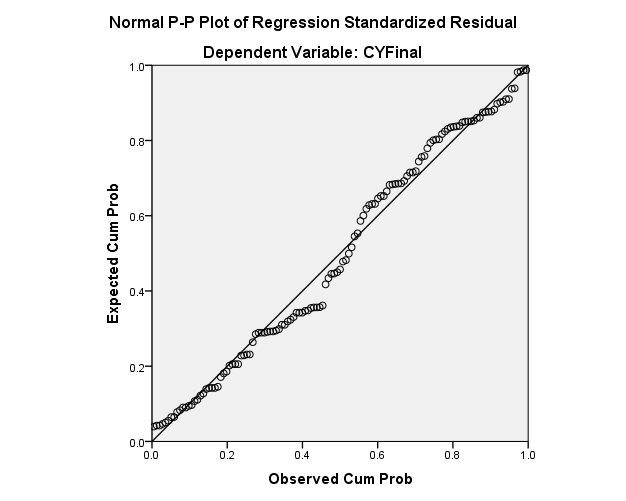 Normal P-P Plot of Regression Standardized Residual
Dependent Variable: CYFinal
1.0
0.8
0.6
0.4
0.2
0.0
Expected Cum Prob
0.0 0.2 0.4 0.6 0.8 1.0
Observed Cum Prob